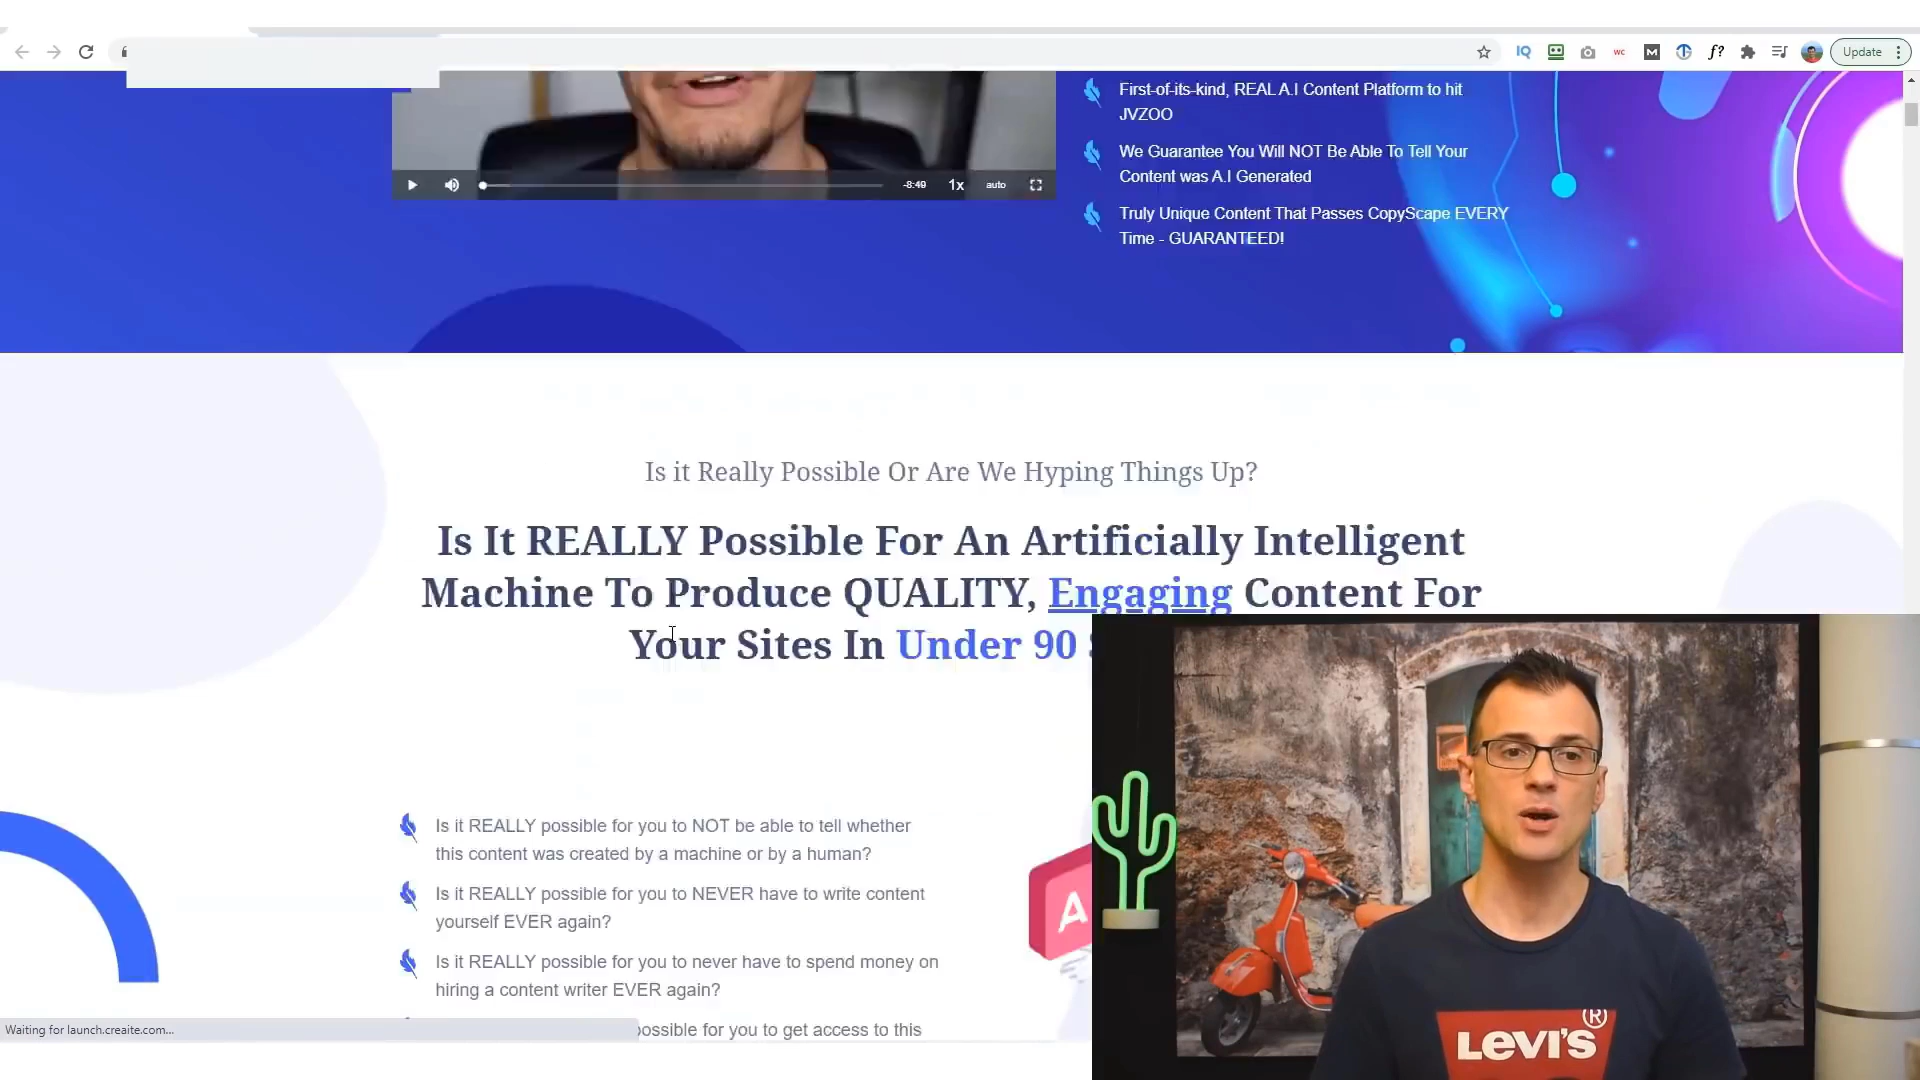 Update
First-of-its-kind, REAL A.I Content Platform to hit
JVZOO
We Guarantee You Will NOT Be Able To Tell Your
Content was A.I Generated
Truly Unique Content That Passes CopyScape EVERY
Time - GUARANTEED!
-8:49
1x
auto
Is it Really Possible Or Are We Hyping Things Up?
Is It REALLY Possible For An Artificially Intelligent
Machine To Produce QUALITY, Engaging Content For
Your Sites In Under 90
Is it REALLY possible for you to NOT be able to tell whether
this content was created by a machine or by a human?
Is it REALLY possible for you to NEVER have to write content
yourself EVER again?
Is it REALLY possible for you to never have to spend money on
hiring a content writer EVER again?
possible for you to get access to this
Waiting for launch.creaite.com...
A
LEVI'S®